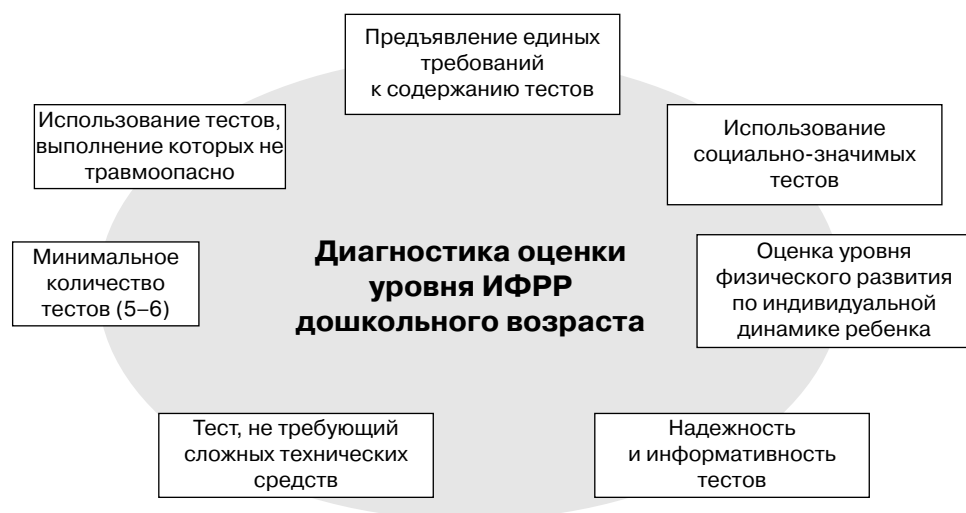 Предъявление единых
требований
к содержанию тестов
Использование тестов,
выполнение которых не
травмоопасно
Использование
социально-значимых
тестов
Минимальное
количество
тестов (5–6)
Диагностика оценки
уровня ИФРР
дошкольного возраста
Оценка уровня
физического развития
по индивидуальной
динамике ребенка
Тест, не требующий
сложных технических
средств
Надежность
и информативность
тестов